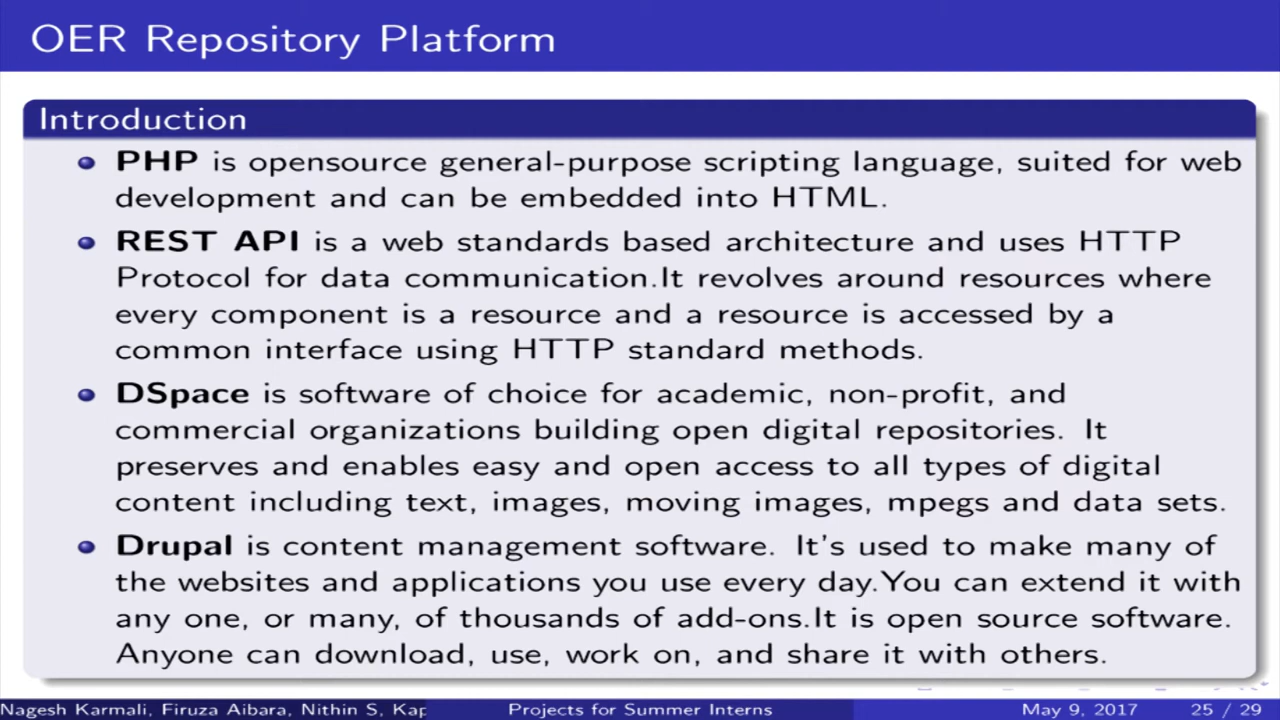 OER Repository Platform
Introduction
PHP is opensource general-purpose scripting language, suited for web
development and can be embedded into HTML.
REST API is a web standards based architecture and uses HTTP
Protocol for data communication.It revolves around resources where
every component is a resource and a resource is accessed by a
common interface using HTTP standard methods.
DSpace is software of choice for academic, non-profit, and
commercial organizations building open digital repositories. It
preserves and enables easy and open access to all types of digital
content including text, images, moving images, mpegs and data sets.
Drupal is content management software. It's used to make many of
the websites and applications you use every day.You can extend it with
any one, or many, of thousands of add-ons.It is open source software.
Anyone can download, use, work on, and share it with others.
Nagesh Karmali, Firuza Aibara, Nithin S, Kap Projects for Summer Interns May 9, 2017 25 / 29